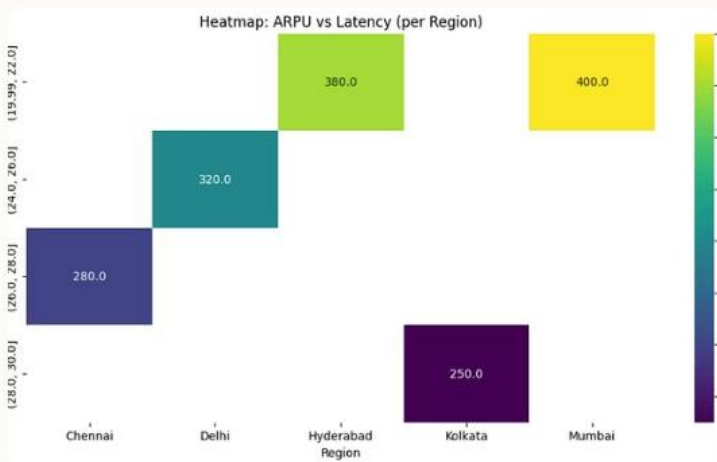 Heatmap: ARPU vs Latency (per Region)
(19.99, 22.0]
380.0
400.0
(24.0, 26.0]
320.0
(26.0, 28.0]
280.0
(28.0, 30.0]
250.0
Chennai
Delhi
Hyderabad
Kolkata
Mumbai
Region